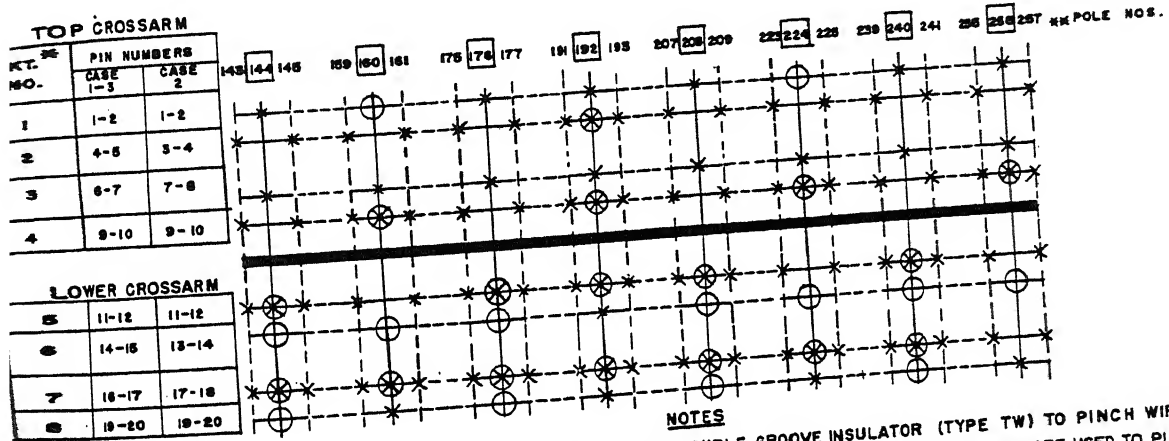 TOP CROSSARM
KT. NO. * PIN NUMBERS
CASE 1-3 CASE 2
143 144 145 159 160 161 175 176 177 191 192 193 207 208 209 223 224 225 239 240 241 255 256 257 ** POLE NOS.
1 1-2 1-2
2 4-5 3-4
3 6-7 7-8
4 9-10 9-10
LOWER CROSSARM
5 11-12 11-12
6 14-15 13-14
7 16-17 17-18
8 19-20 19-20
NOTES
GROOVE INSULATOR (TYPE TW) TO PINCH
USED TO